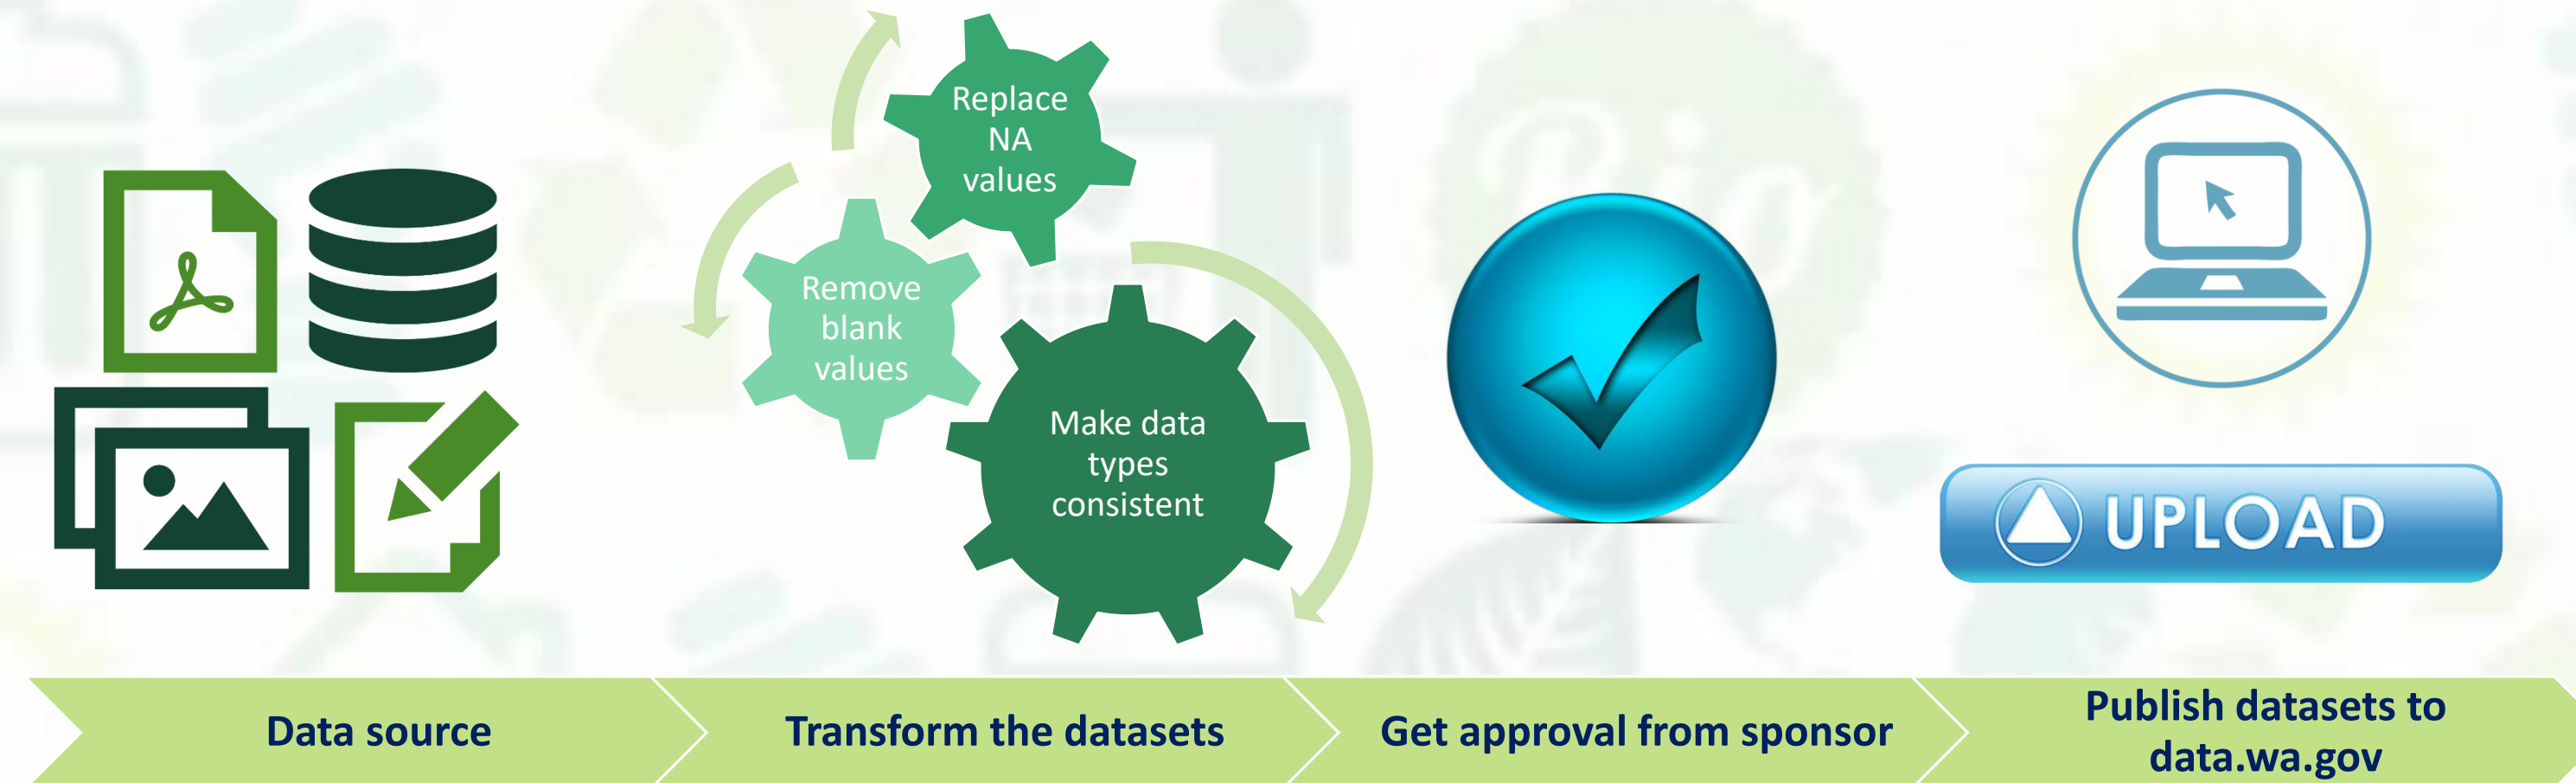 Replace
NA
values
Remove
blank
values
Make data
types
consistent
Bio
UPLOAD
Data source
Transform the datasets
Get approval from sponsor
Publish datasets to
data.wa.gov